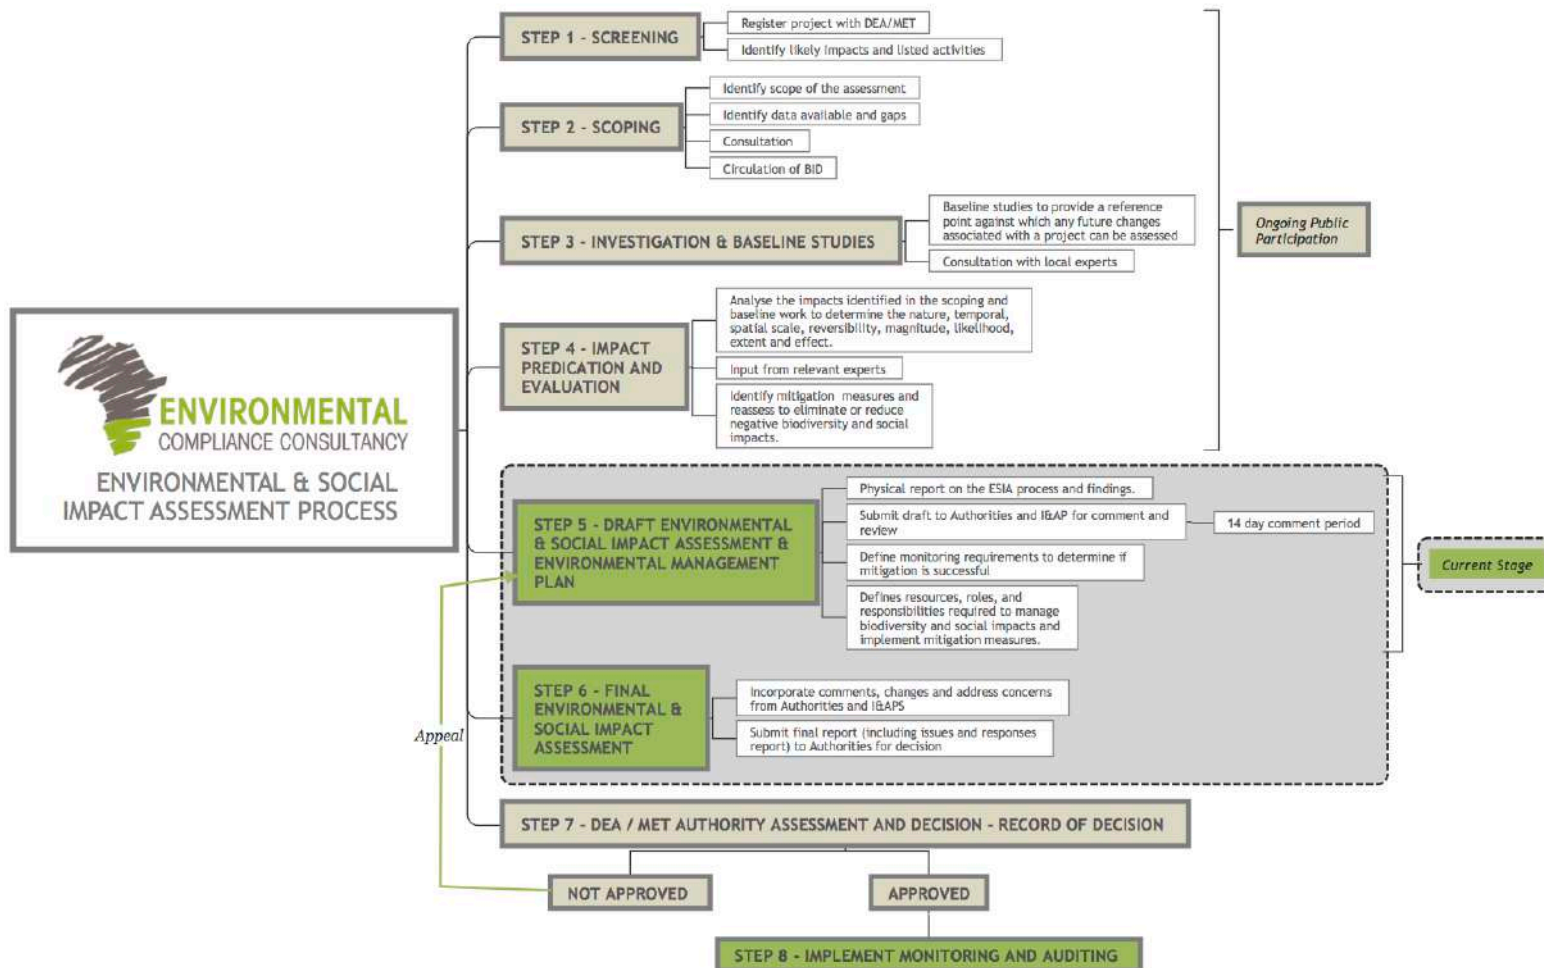 ENVIRONMENTAL
COMPLIANCE CONSULTANCY
ENVIRONMENTAL & SOCIAL
IMPACT ASSESSMENT PROCESS
STEP 1 - SCREENING
Register project with DEA/MET
Identify likely impacts and listed activities
STEP 2 - SCOPING
Identify scope of the assessment
Identify data available and gaps
Consultation
Circulation of BID
STEP 3 - INVESTIGATION & BASELINE STUDIES
Baseline studies to provide a reference
point against which any future changes
associated with a project can be assessed
Consultation with local experts
Ongoing Public
Participation
STEP 4 - IMPACT
PREDICATION AND
EVALUATION
Analyse the impacts identified in the scoping and
baseline work to determine the nature, temporal,
spatial scale, reversibility, magnitude, likelihood,
extent and effect.
Input from relevant experts
Identify mitigation measures and
reassess to eliminate or reduce
negative biodiversity and social
impacts.
STEP 5 - DRAFT ENVIRONMENTAL
& SOCIAL IMPACT ASSESSMENT &
ENVIRONMENTAL MANAGEMENT
PLAN
Physical report on the ESIA process and findings.
Submit draft to Authorities and I&AP for comment and
review
14 day comment period
Define monitoring requirements to determine if
mitigation is successful
Defines resources, roles, and
responsibilities required to manage
biodiversity and social impacts and
implement mitigation measures.
Current Stage
STEP 6 - FINAL
ENVIRONMENTAL &
SOCIAL IMPACT
ASSESSMENT
Incorporate comments, changes and address concerns
from Authorities and I&APS
Submit final report (including issues and responses
report) to Authorities for decision
Appeal
STEP 7 - DEA / MET AUTHORITY ASSESSMENT AND DECISION - RECORD OF DECISION
NOT APPROVED
APPROVED
STEP 8 - IMPLEMENT MONITORING AND AUDITING